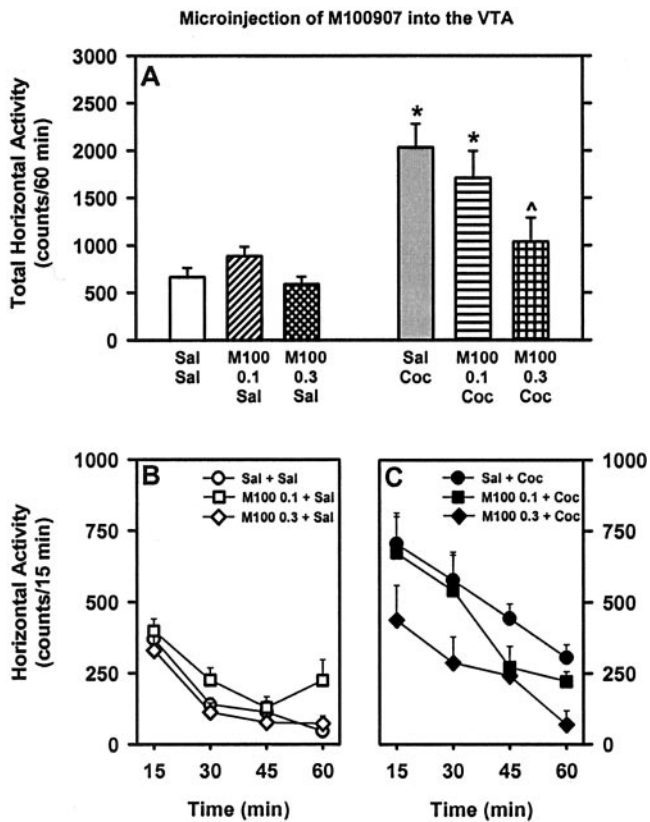 Microinjection of M100907 into the VTA
A
Total Horizontal Activity
(counts/60 min)
3000
2500
2000
1500
1000
500
0
* * ^
Sal M100 M100 Sal M100 M100
Sal 0.1 0.3 Coc 0.1 0.3
Sal Sal Coc Coc
B
Horizontal Activity
(counts/15 min)
1000
750
500
250
0
Sal + Sal
M100 0.1 + Sal
M100 0.3 + Sal
15 30 45 60
Time (min)
C
Sal + Coc
M100 0.1 + Coc
M100 0.3 + Coc
1000
750
500
250
0
15 30 45 60
Time (min)